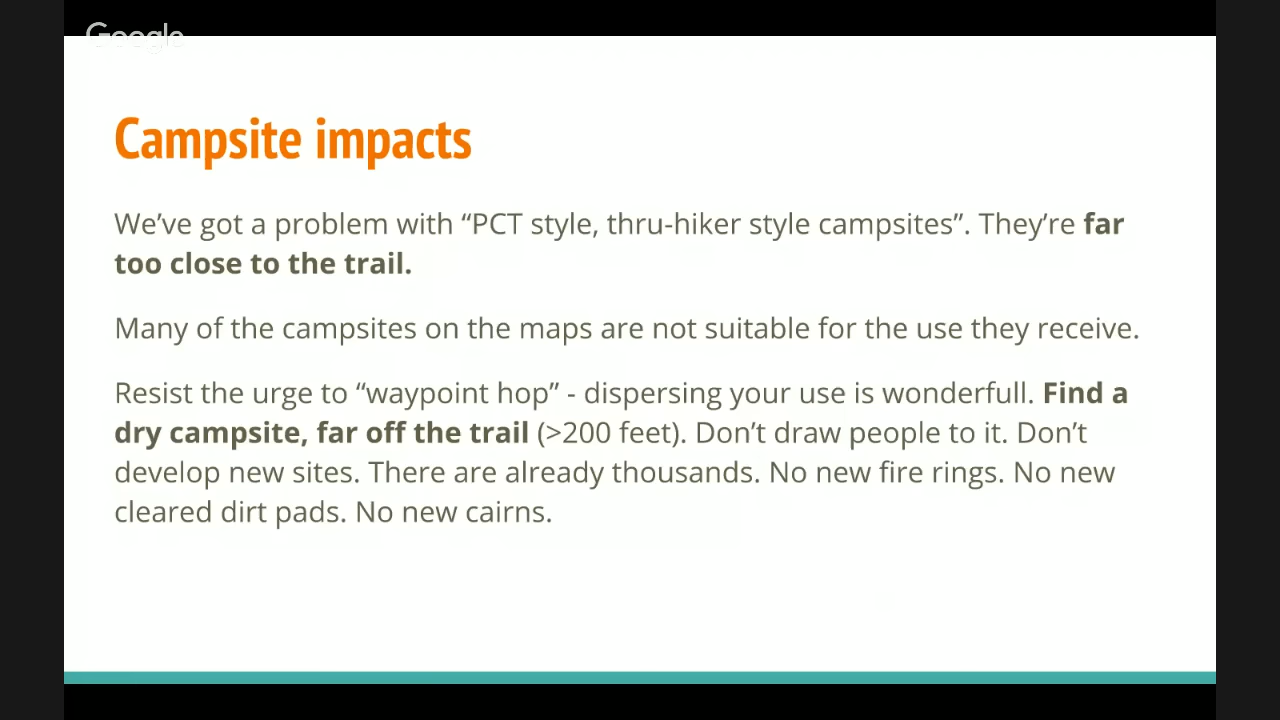 Google
Campsite impacts
We’ve got a problem with “PCT style, thru-hiker style campsites”. They’re far
too close to the trail.
Many of the campsites on the maps are not suitable for the use they receive.
Resist the urge to “waypoint hop” - dispersing your use is wonderfull. Find a
dry campsite, far off the trail (>200 feet). Don’t draw people to it. Don’t
develop new sites. There are already thousands. No new fire rings. No new
cleared dirt pads. No new cairns.